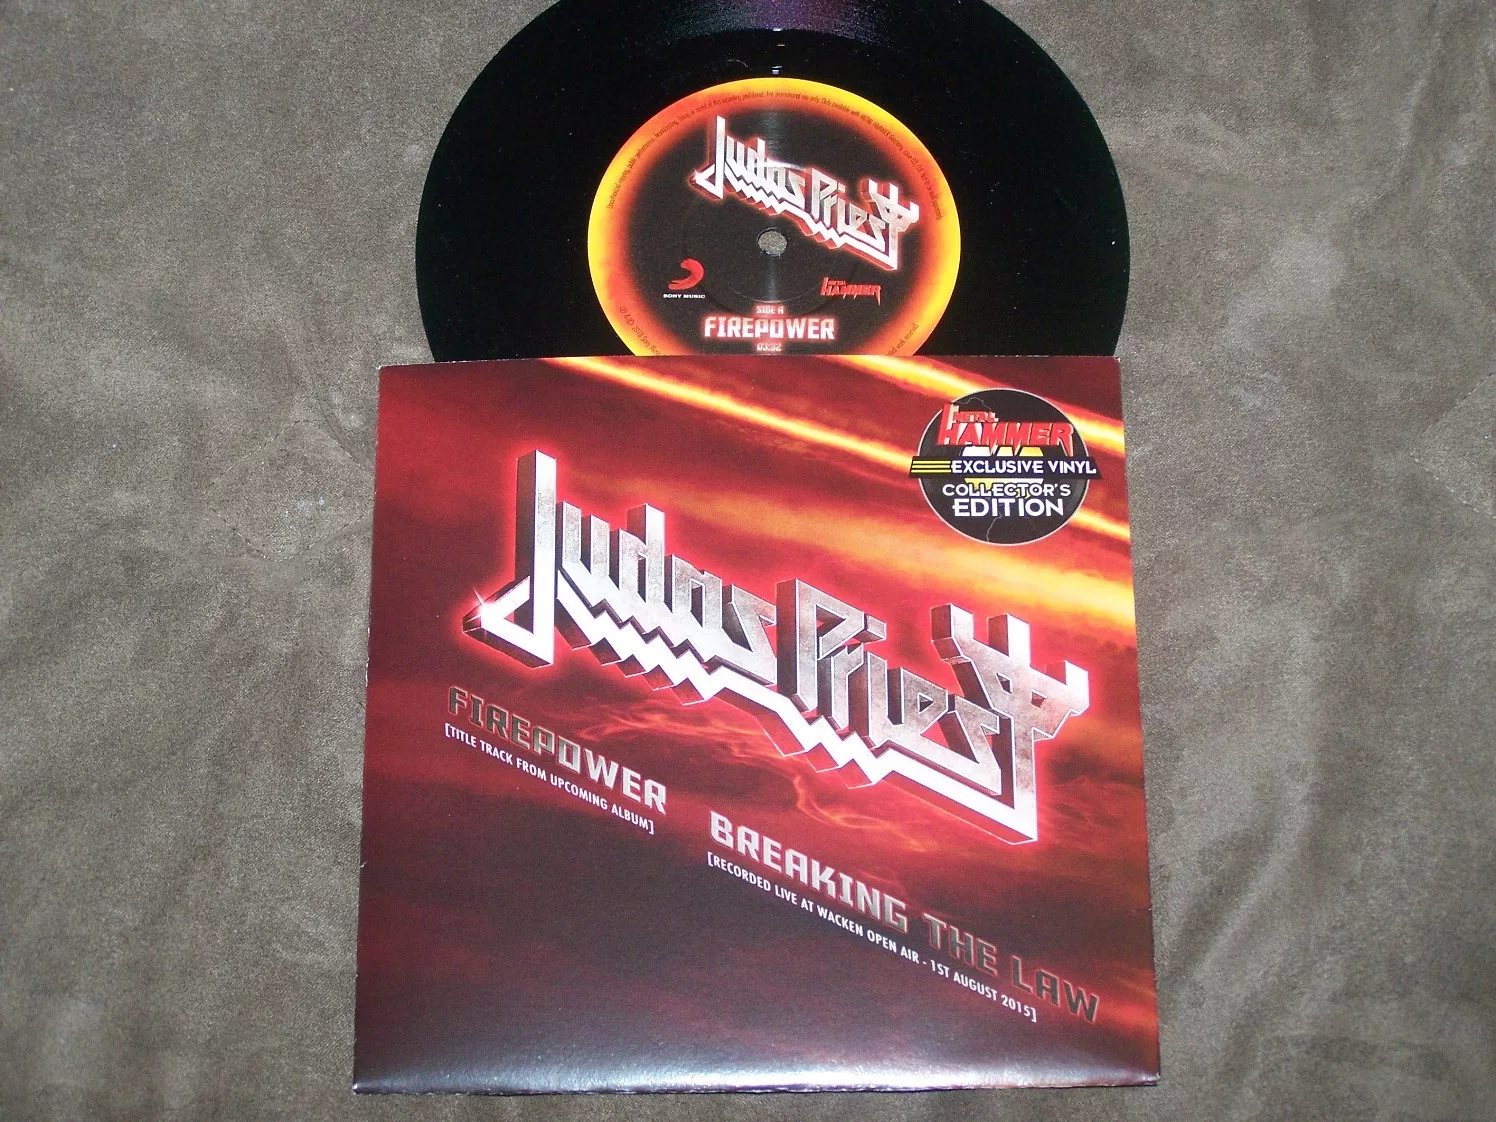 Judas Priest
SONY MUSIC
METAL
HAMMER
SIDE A
FIREPOWER
03:32
METAL
HAMMER
EXCLUSIVE VINYL
COLLECTOR'S
EDITION
Judas Priest
FIREPOWER
[TITLE TRACK FROM UPCOMING ALBUM]
BREAKING THE LAW
[RECORDED LIVE AT WACKEN OPEN AIR - 1ST AUGUST 2015]